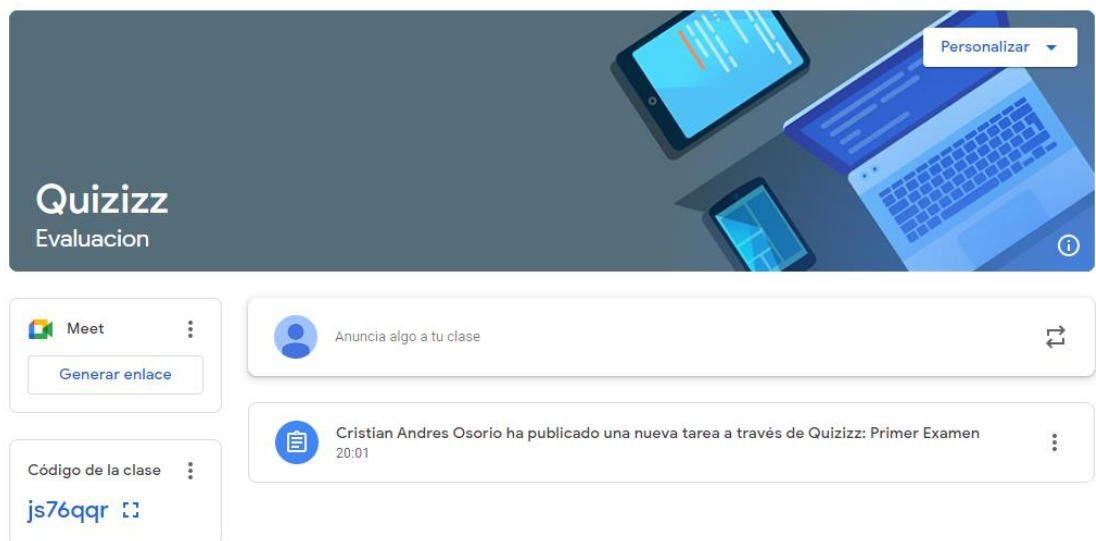 Personalizar
Quizizz
Evaluacion
Meet
Generar enlace
Código de la clase
js76qqr
Anuncia algo a tu clase
Cristian Andres Osorio ha publicado una nueva tarea a través de Quizizz: Primer Examen
20:01